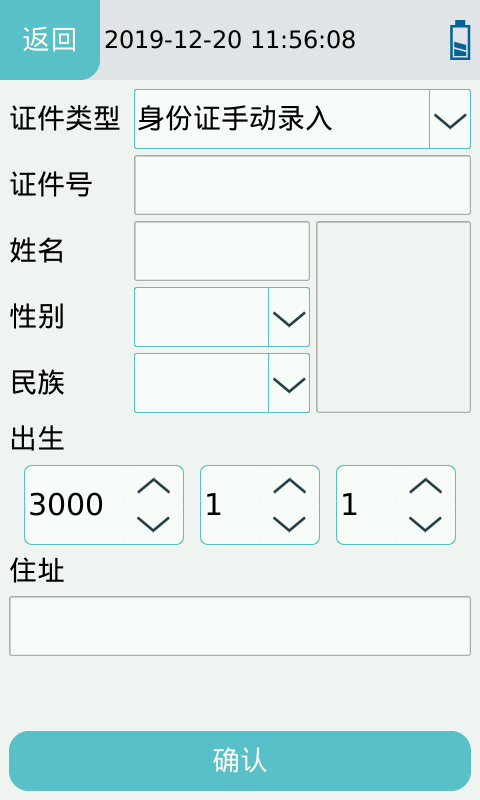 返回 2019-12-20 11:56:08
证件类型 身份证手动录入
证件号
姓名
性别
民族
出生
3000 1 1
住址
确认